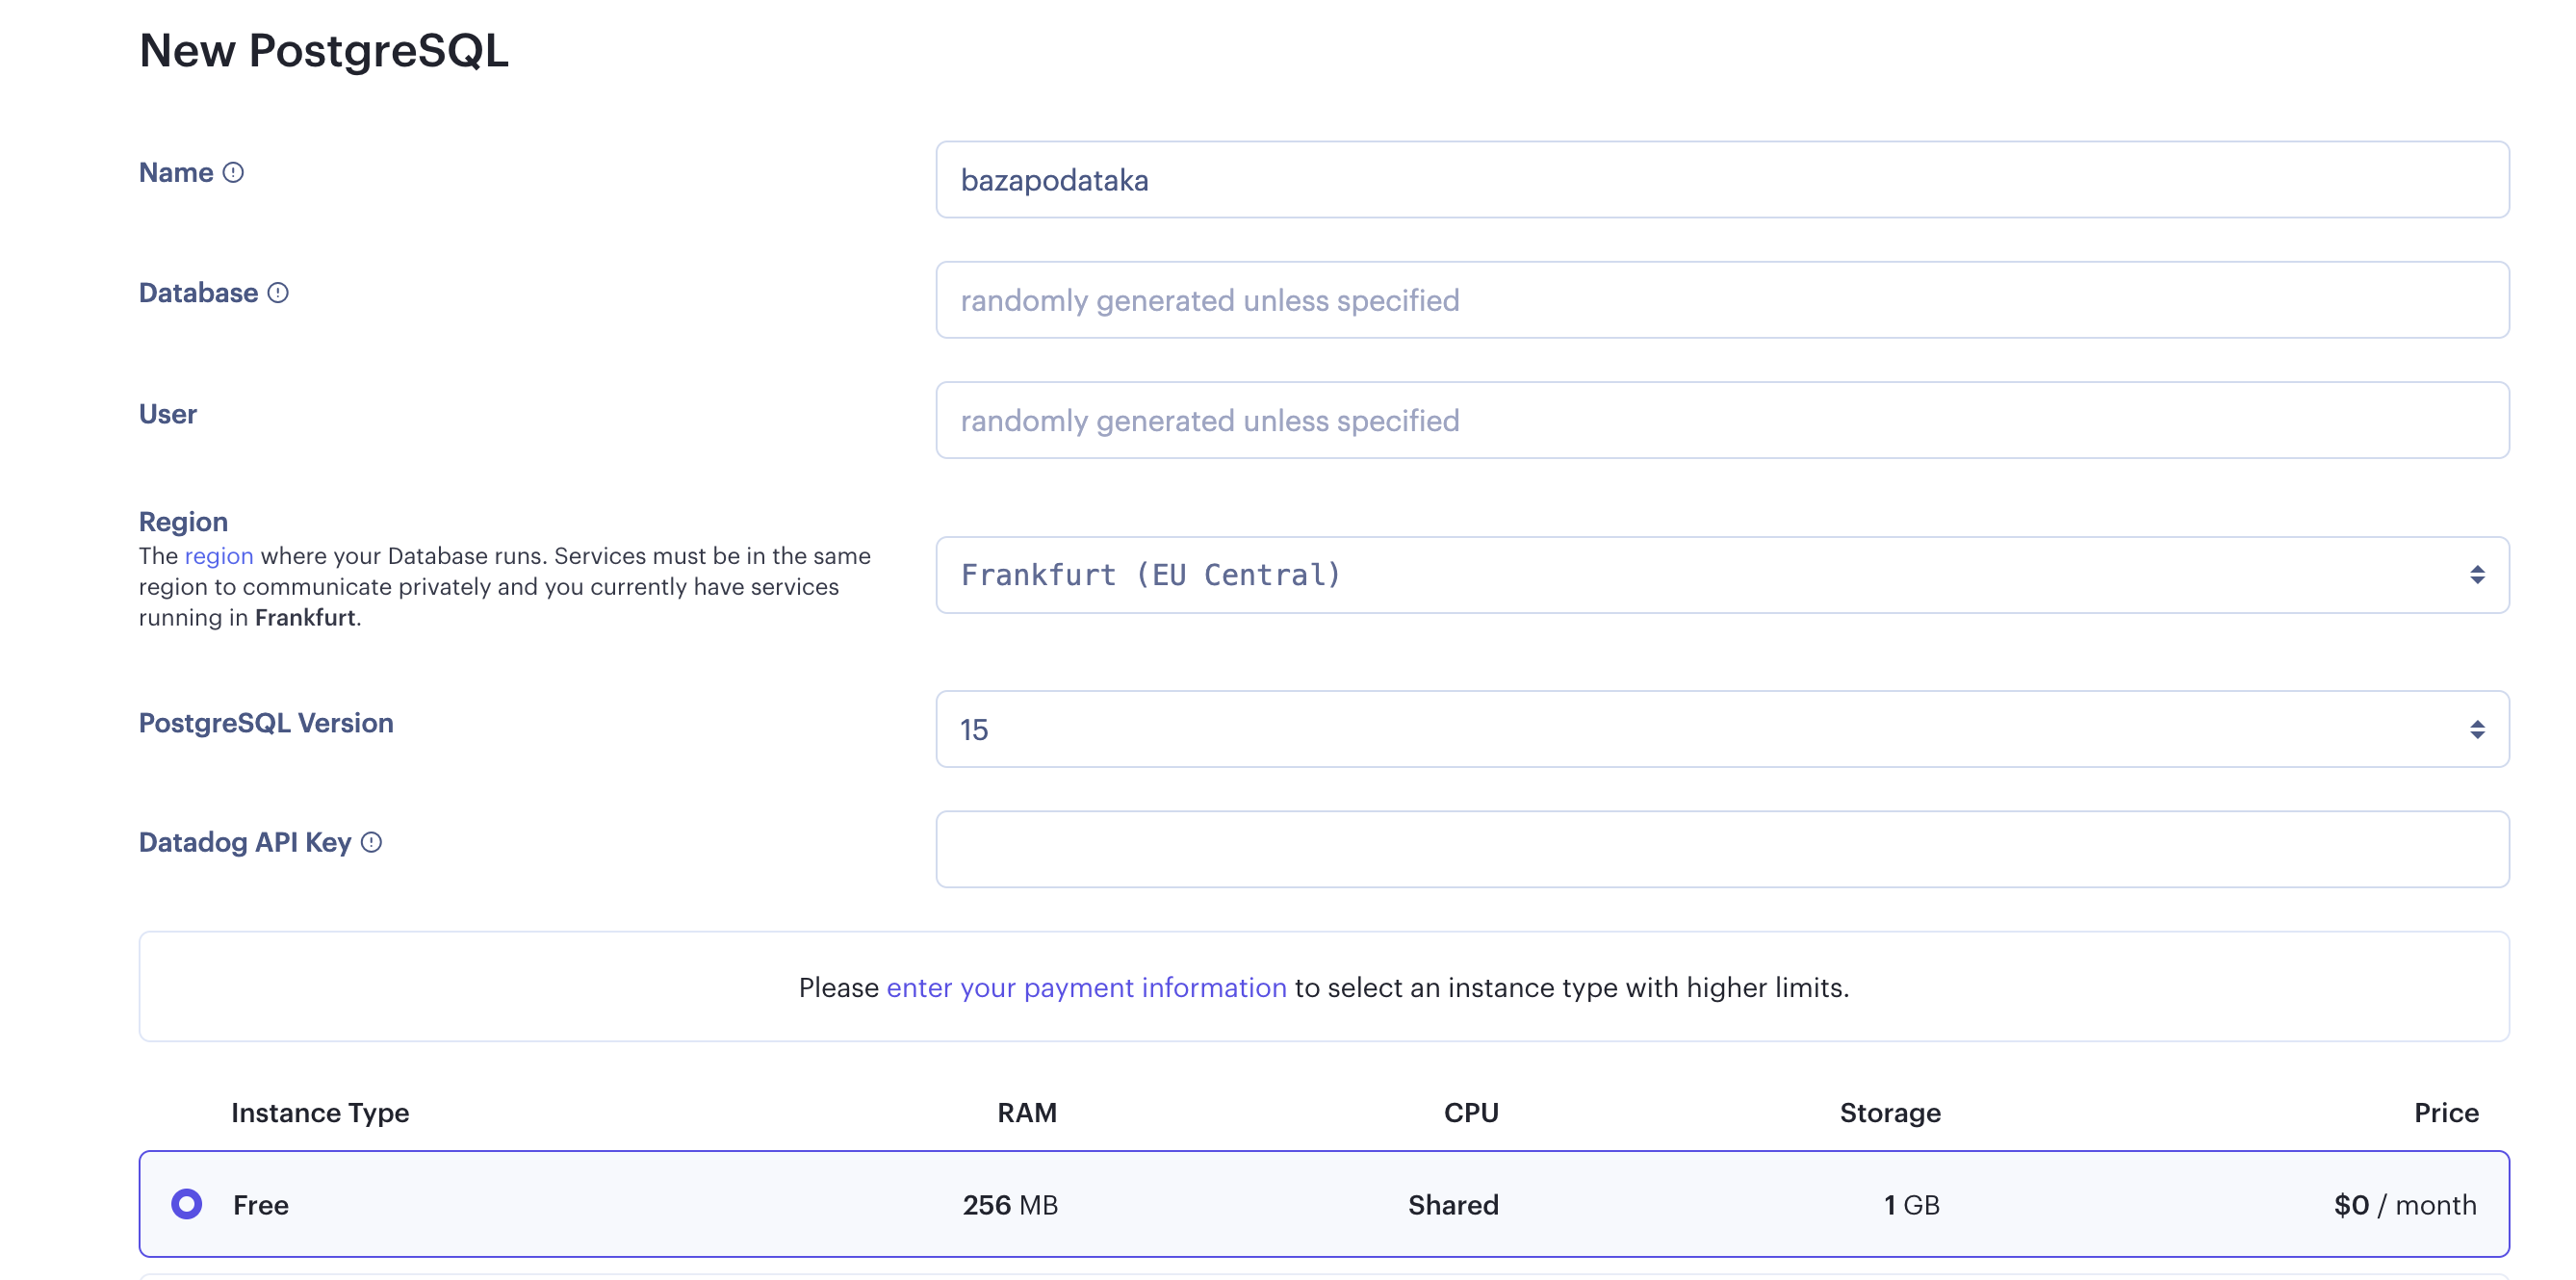 New PostgreSQL
Name
bazapodataka
Database
randomly generated unless specified
User
randomly generated unless specified
Region
The region where your Database runs. Services must be in the same
region to communicate privately and you currently have services
running in Frankfurt.
Frankfurt (EU Central)
PostgreSQL Version
15
Datadog API Key
Please enter your payment information to select an instance type with higher limits.
Instance Type RAM CPU Storage Price
Free 256 MB Shared 1 GB $0 / month